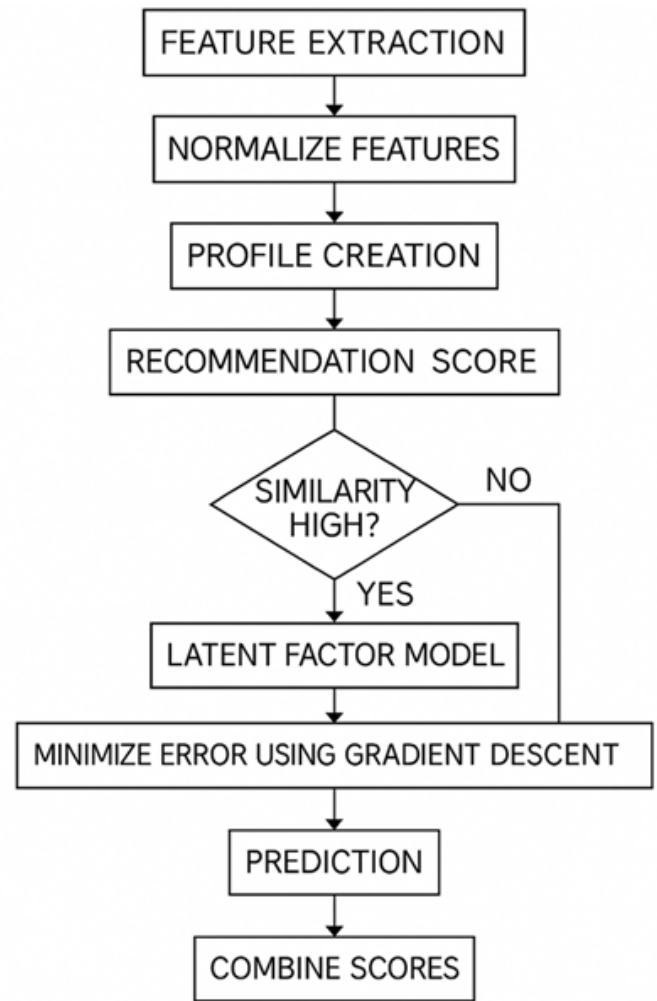 FEATURE EXTRACTION
NORMALIZE FEATURES
PROFILE CREATION
RECOMMENDATION SCORE
SIMILARITY
HIGH?
NO
YES
LATENT FACTOR MODEL
MINIMIZE ERROR USING GRADIENT DESCENT
PREDICTION
COMBINE SCORES